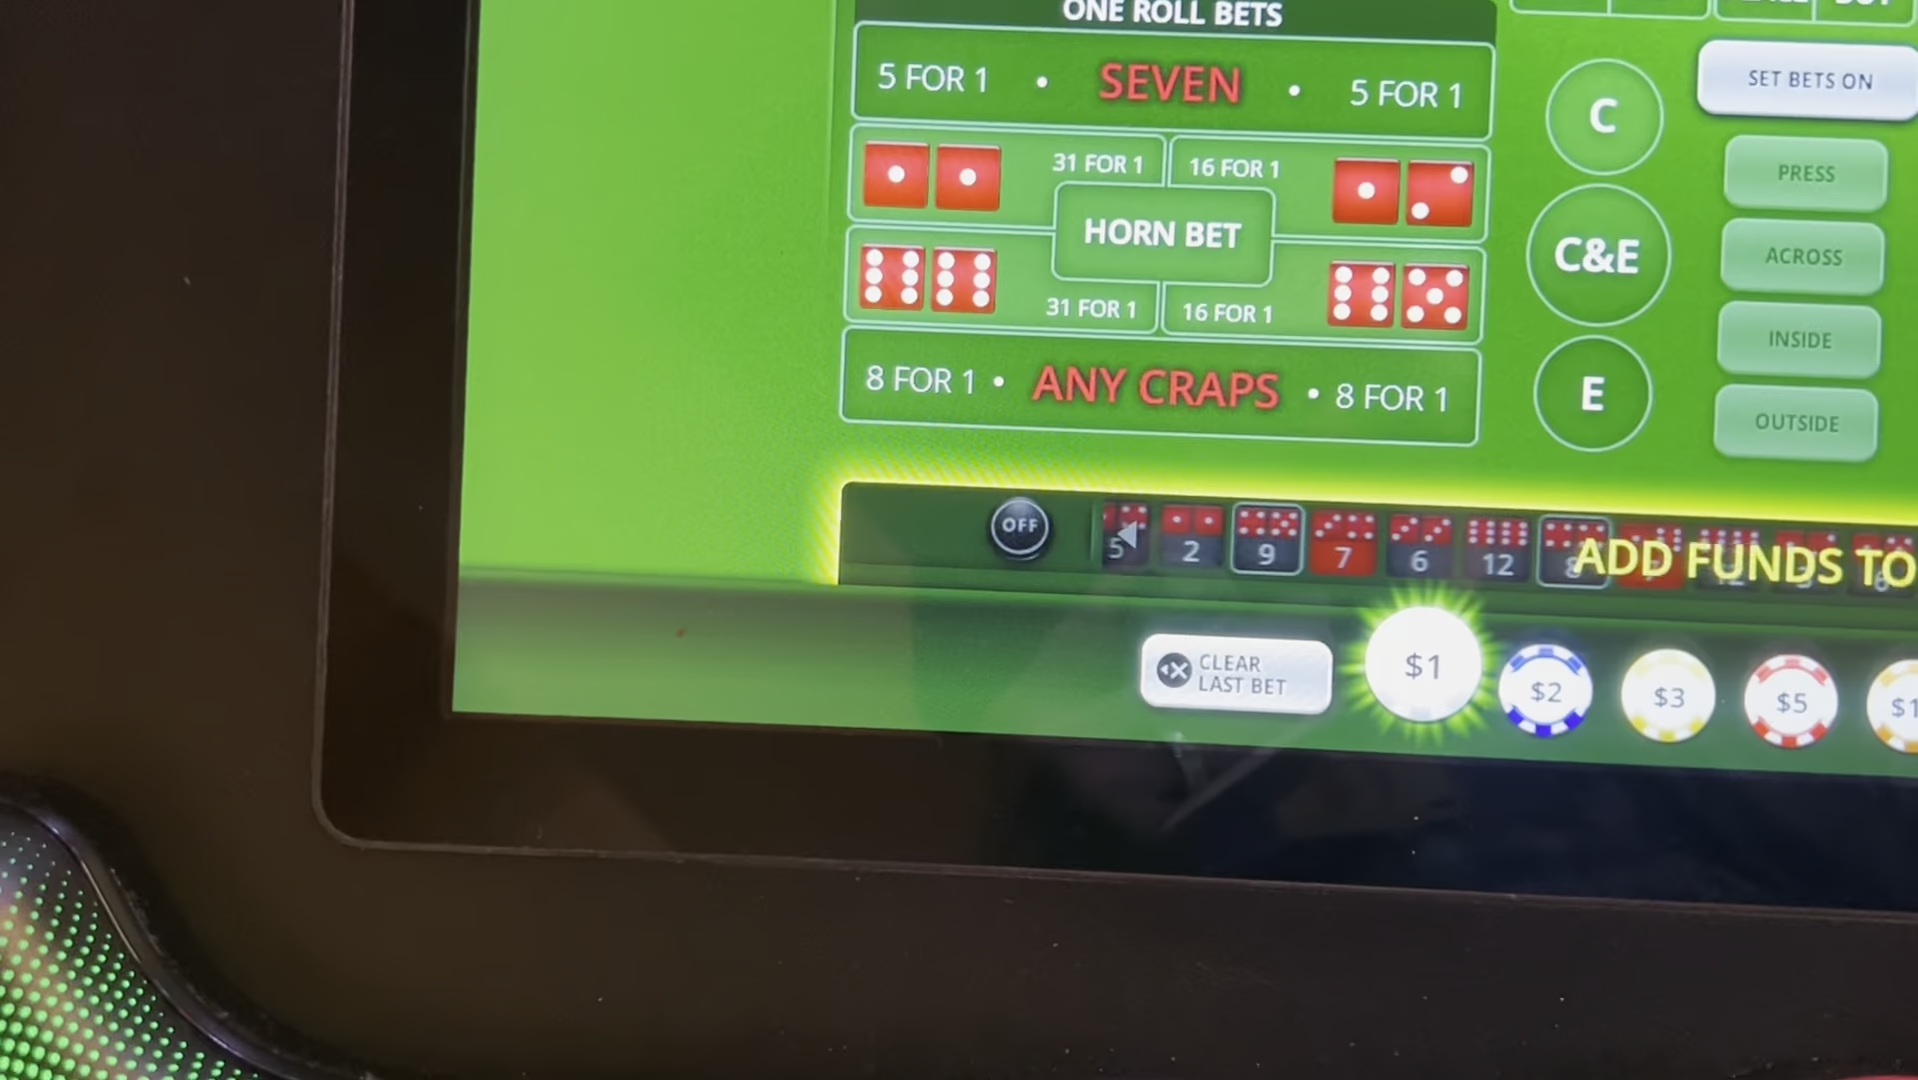 ONE ROLL BETS
5 FOR 1 • SEVEN • 5 FOR 1
31 FOR 1
16 FOR 1
HORN BET
31 FOR 1
16 FOR 1
8 FOR 1 • ANY CRAPS • 8 FOR 1
C
C&E
E
SET BETS ON
PRESS
ACROSS
INSIDE
OUTSIDE
OFF
5 2 9 7 6 12 8
ADD FUNDS TO
CLEAR
LAST BET
$1
$2
$3
$5